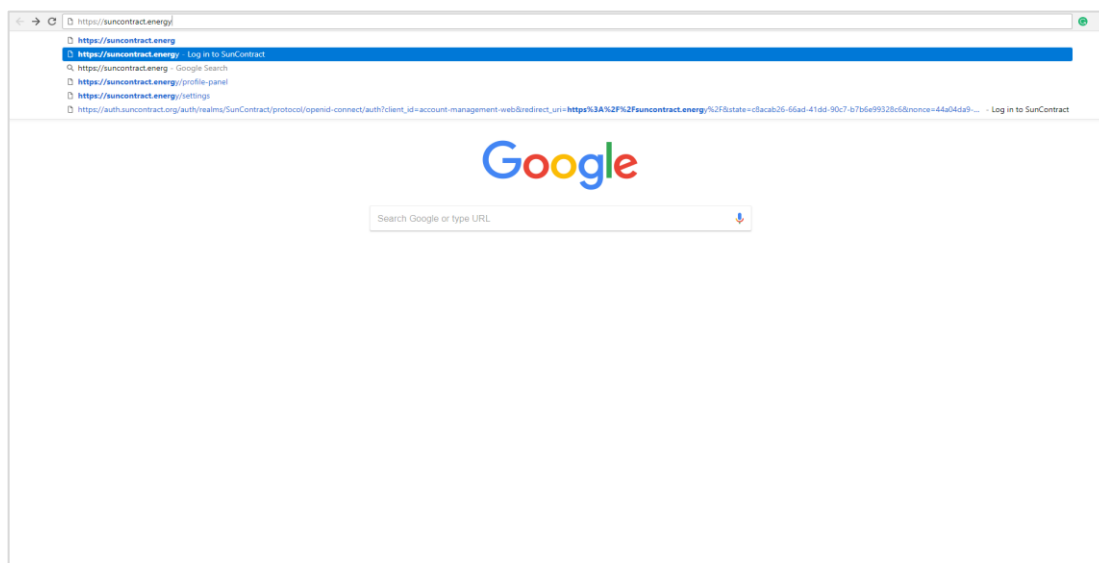 https://suncontract.energy
https://suncontract.energ
https://suncontract.energy - Log in to SunContract
https://suncontract.energ - Google Search
https://suncontract.energy/profile-panel
https://suncontract.energy/settings
https://auth.suncontract.org/auth/realms/SunContract/protocol/openid-connect/auth?client_id=account-management-web&redirect_uri=https%3A%2F%2Fsuncontract.energy%2F&state=c8acab26-66ad-41dd-90c7-b7b6e99328c6&nonce=44a04da9-... - Log in to SunContract
Google
Search Google or type URL